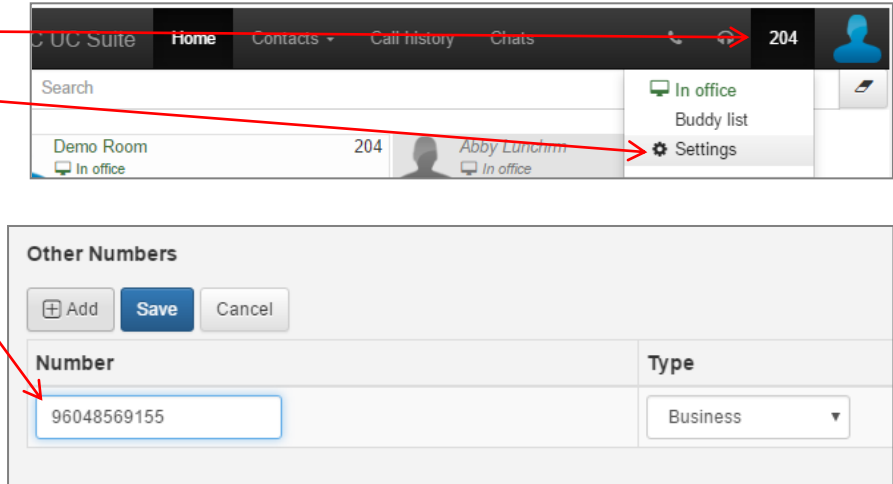 C UC Suite Home Contacts Call history Chats 204
Search
In office
Buddy list
Settings
Demo Room 204
In office
Abby Lunchrm
In office
Other Numbers
Add Save Cancel
Number Type
96048569155 Business